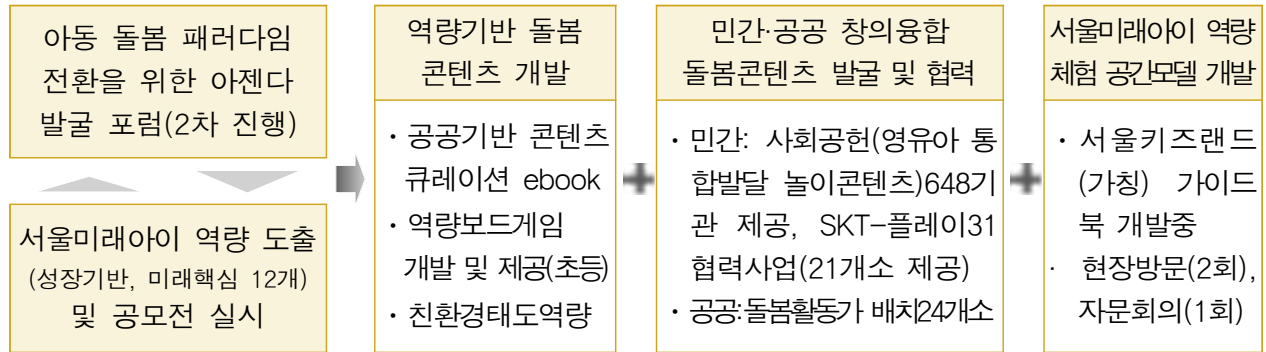 아동 돌봄 패러다임
전환을 위한 아젠다
발굴 포럼(2차 진행)
서울미래아이 역량 도출
(성장기반, 미래핵심 12개)
및 공모전 실시
역량기반 돌봄
콘텐츠 개발
· 공공기반 콘텐츠
큐레이션 ebook
· 역량보드게임
개발 및 제공(초등)
· 친환경태도역량
민간·공공 창의융합
돌봄콘텐츠 발굴 및 협력
· 민간: 사회공헌(영유아 통
합발달 놀이콘텐츠)648기
관 제공, SKT-플레이31
협력사업(21개소 제공)
· 공공:돌봄활동가 배치24개소
서울미래아이 역량
체험 공간모델 개발
· 서울키즈랜드
(가칭) 가이드
북 개발중
· 현장방문(2회),
자문회의(1회)